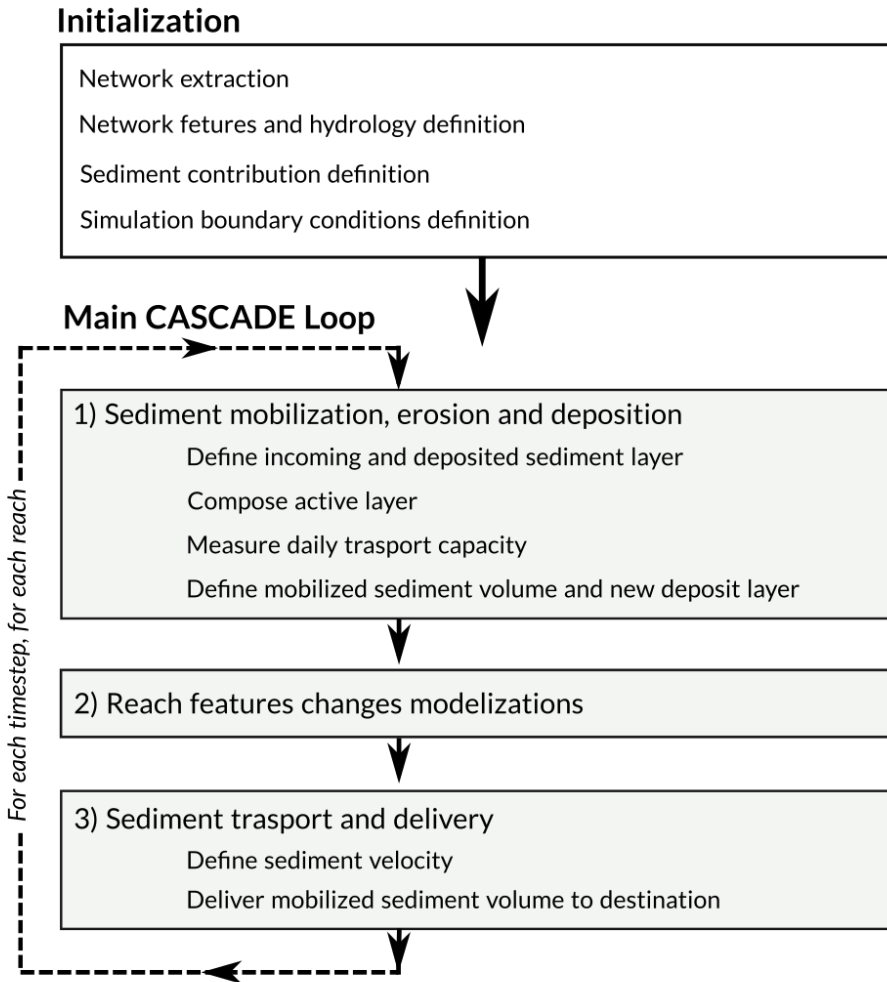 Initialization
Network extraction
Network fetures and hydrology definition
Sediment contribution definition
Simulation boundary conditions definition
Main CASCADE Loop
For each timestep, for each reach
1) Sediment mobilization, erosion and deposition
Define incoming and deposited sediment layer
Compose active layer
Measure daily trasport capacity
Define mobilized sediment volume and new deposit layer
2) Reach features changes modelizations
3) Sediment trasport and delivery
Define sediment velocity
Deliver mobilized sediment volume to destination